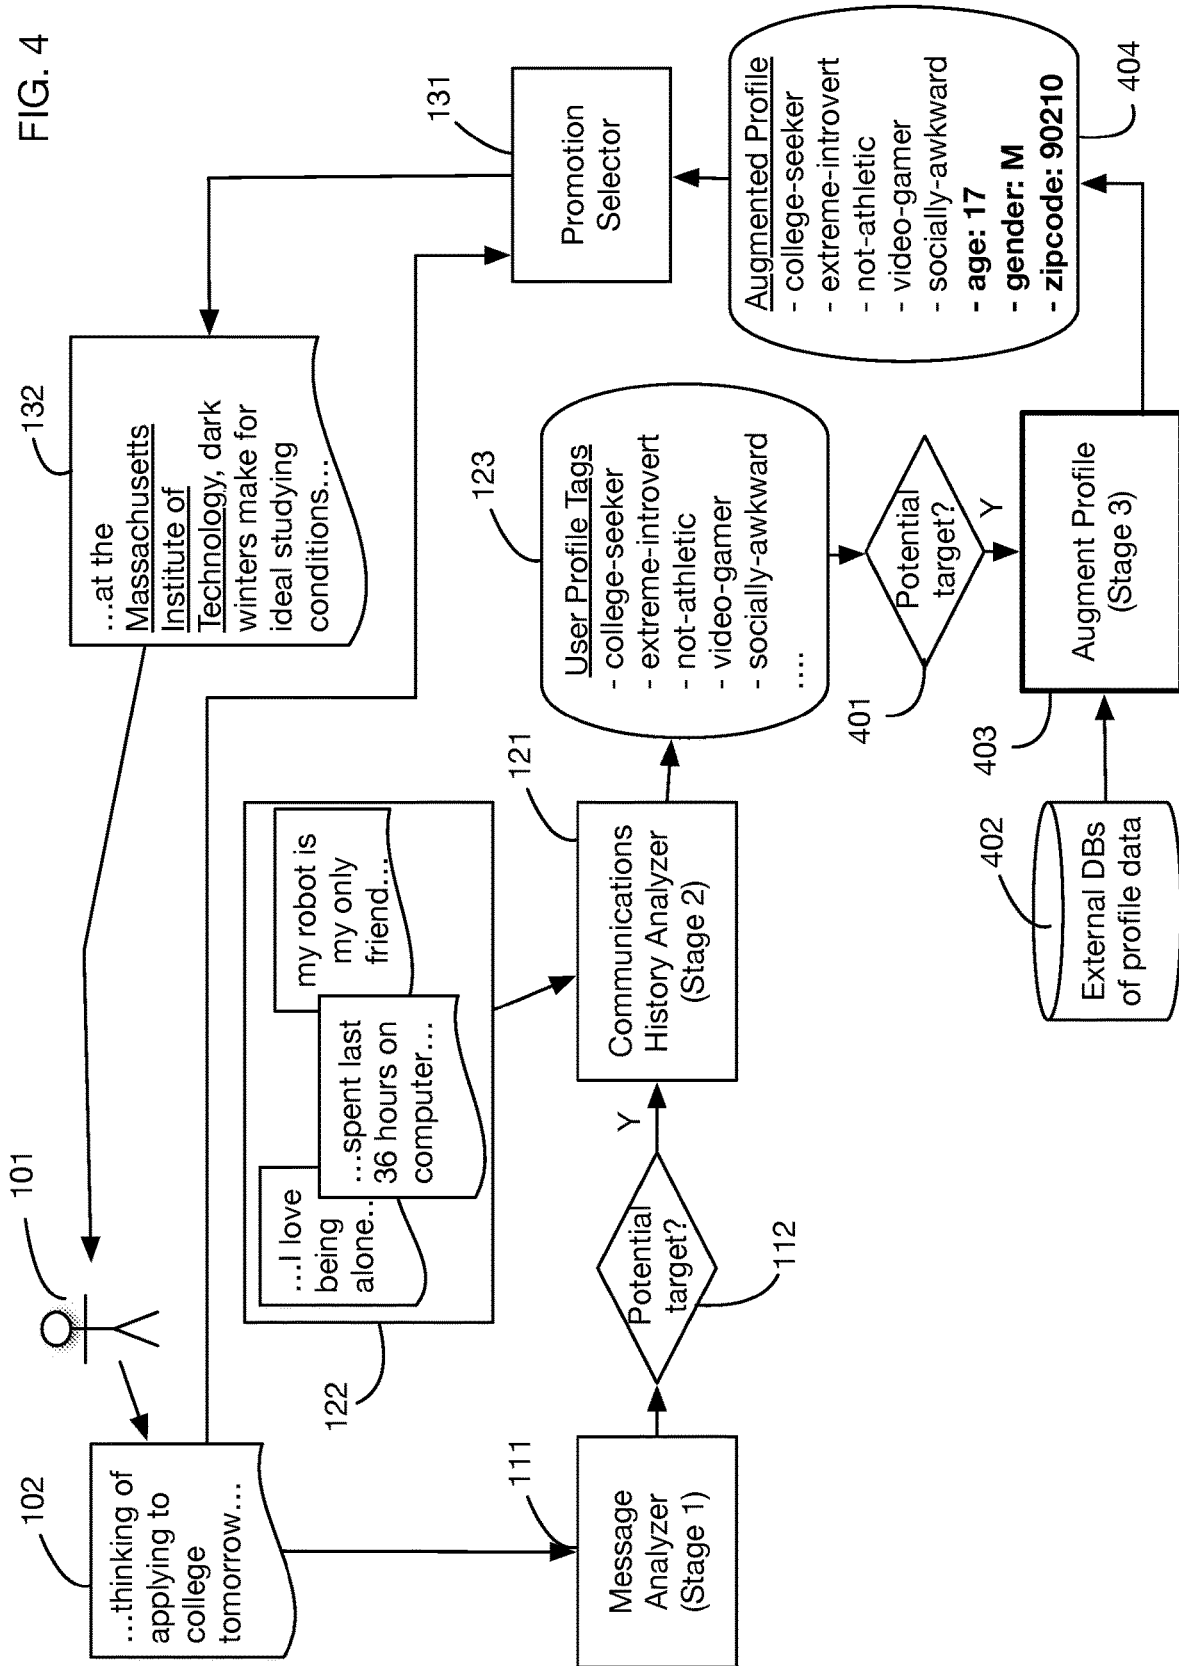 FIG. 4
101
102
…thinking of
applying to
college
tomorrow…
132
…at the
Massachusetts
Institute of
Technology, dark
winters make for
ideal studying
conditions…
122
…I love
being
alone…
…spent last
36 hours on
computer…
my robot is
my only
friend…
131
Promotion
Selector
111
Message
Analyzer
(Stage 1)
112
Potential
target?
Y
121
Communications
History Analyzer
(Stage 2)
123
User Profile Tags
- college-seeker
- extreme-introvert
- not-athletic
- video-gamer
- socially-awkward
….
401
Potential
target?
Y
402
External DBs
of profile data
403
Augment Profile
(Stage 3)
Augmented Profile
- college-seeker
- extreme-introvert
- not-athletic
- video-gamer
- socially-awkward
- age: 17
- gender: M
- zipcode: 90210
404